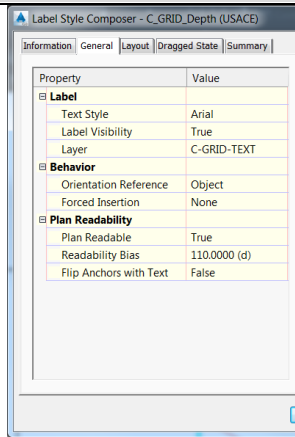 Label Style Composer - C_GRID_Depth (USACE)
Information General Layout Dragged State Summary
Property Value
Label
Text Style Arial
Label Visibility True
Layer C-GRID-TEXT
Behavior
Orientation Reference Object
Forced Insertion None
Plan Readability
Plan Readable True
Readability Bias 110.0000 (d)
Flip Anchors with Text False